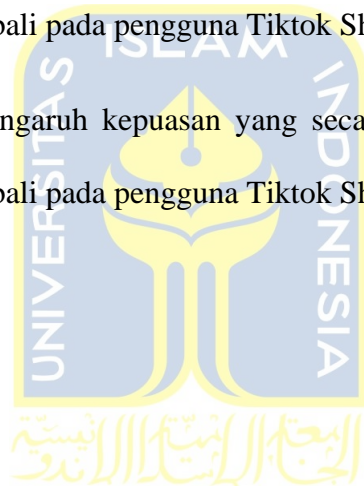 bali pada pengguna Tiktok Sh
ngaruh kepuasan yang seca
bali pada pengguna Tiktok Sh
UNIVERSITAS ISLAM INDONESIA